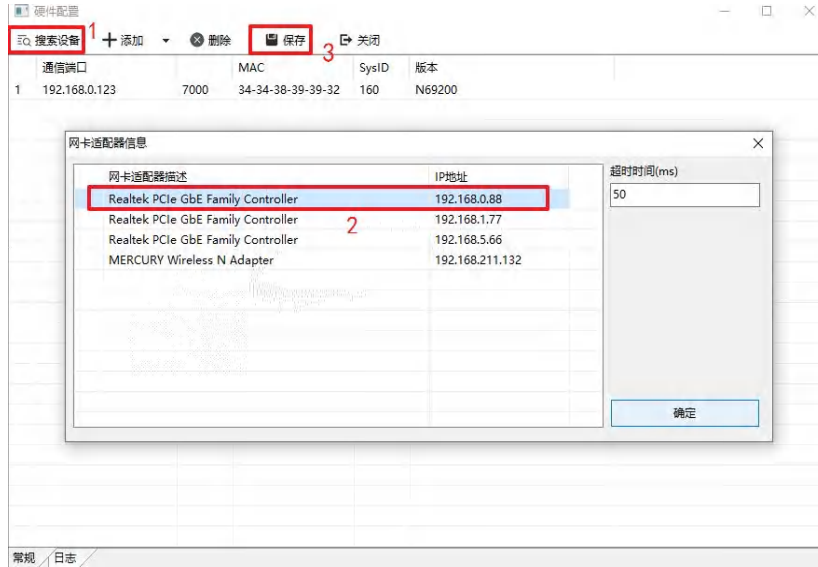 硬件配置
搜索设备 1 添加 删除 保存 3 关闭
通信端口 MAC SysID 版本
1 192.168.0.123 7000 34-34-38-39-39-32 160 N69200
网卡适配器信息
网卡适配器描述 IP地址 超时时间(ms)
Realtek PCIe GbE Family Controller 192.168.0.88 50
Realtek PCIe GbE Family Controller 192.168.1.77
2
Realtek PCIe GbE Family Controller 192.168.5.66
MERCURY Wireless N Adapter 192.168.211.132
确定
常规 日志